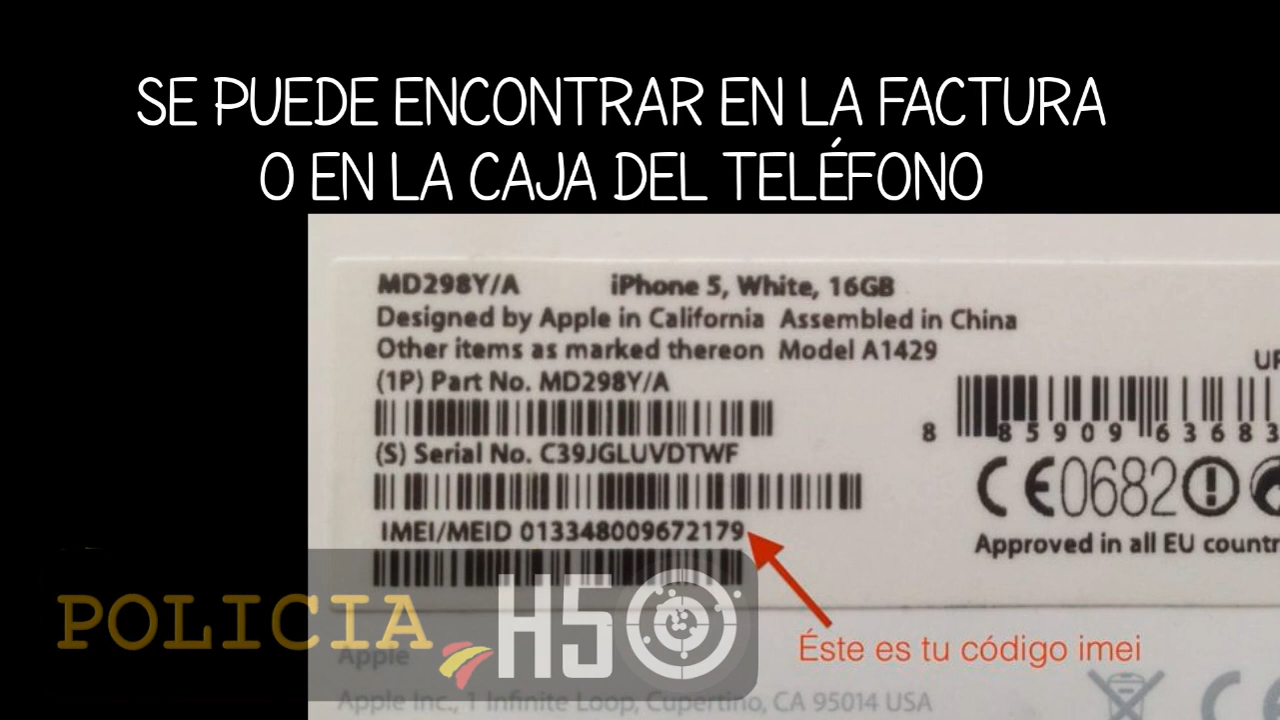 SE PUEDE ENCONTRAR EN LA FACTURA
O EN LA CAJA DEL TELÉFONO
MD298Y/A iPhone 5, White, 16GB
Designed by Apple in California Assembled in China
Other items as marked thereon Model A1429
(1P) Part No. MD298Y/A
(S) Serial No. C39JGLUVDTWF
IMEI/MEID 013348009672179
8 85909 63683
CE0682
Approved in all EU countr
Éste es tu código imei
POLICIA H50
Apple
Apple Inc., 1 Infinite Loop, Cupertino, CA 95014 USA